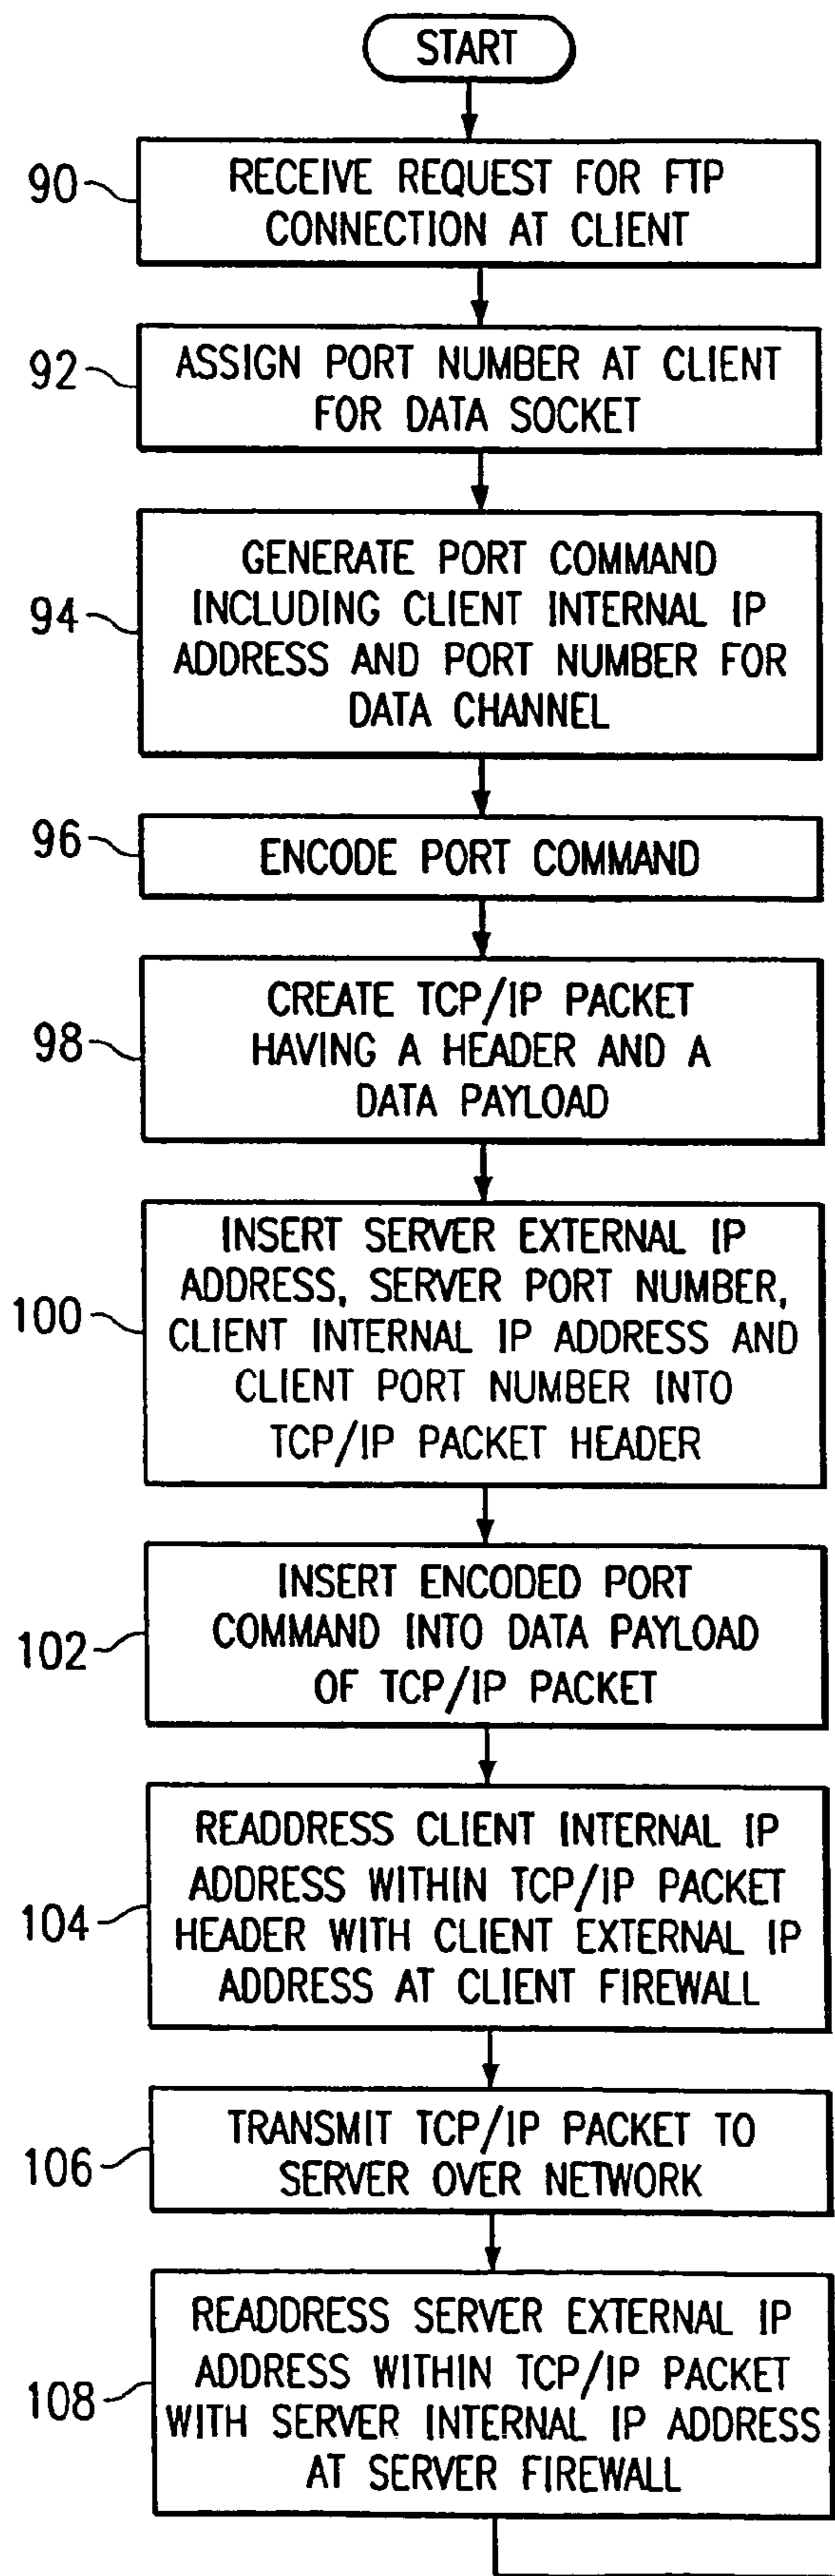 START
90
RECEIVE REQUEST FOR FTP
CONNECTION AT CLIENT
92
ASSIGN PORT NUMBER AT CLIENT
FOR DATA SOCKET
94
GENERATE PORT COMMAND
INCLUDING CLIENT INTERNAL IP
ADDRESS AND PORT NUMBER FOR
DATA CHANNEL
96
ENCODE PORT COMMAND
98
CREATE TCP/IP PACKET
HAVING A HEADER AND A
DATA PAYLOAD
100
INSERT SERVER EXTERNAL IP
ADDRESS, SERVER PORT NUMBER,
CLIENT INTERNAL IP ADDRESS AND
CLIENT PORT NUMBER INTO
TCP/IP PACKET HEADER
102
INSERT ENCODED PORT
COMMAND INTO DATA PAYLOAD
OF TCP/IP PACKET
104
READDRESS CLIENT INTERNAL IP
ADDRESS WITHIN TCP/IP PACKET
HEADER WITH CLIENT EXTERNAL IP
ADDRESS AT CLIENT FIREWALL
106
TRANSMIT TCP/IP PACKET TO
SERVER OVER NETWORK
108
READDRESS SERVER EXTERNAL IP
ADDRESS WITHIN TCP/IP PACKET
WITH SERVER INTERNAL IP ADDRESS
AT SERVER FIREWALL